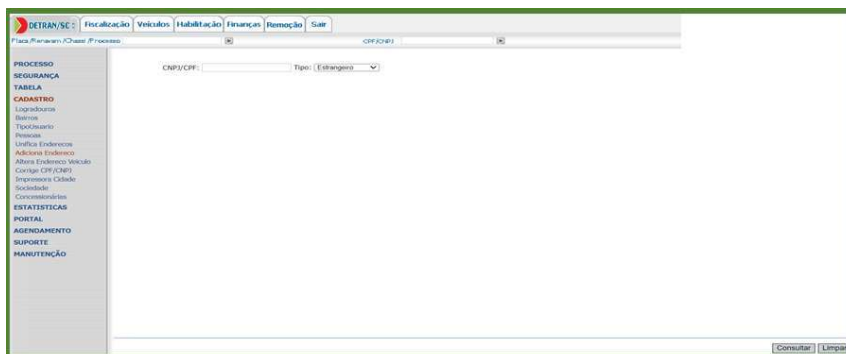 DETRAN/SC : Fiscalização Veículos Habilitação Finanças Remoção Sair
Placa /Renavam /Chassi /Processo CPF/CNPJ
PROCESSO
CNPJ/CPF: Tipo: Estrangeiro
SEGURANÇA
TABELA
CADASTRO
Logradouros
Bairros
TipoUsuario
Pessoas
Unifica Enderecos
Adiciona Endereco
Altera Endereco Veiculo
Corrige CPF/CNPJ
Impressora Cidade
Sociedade
Concessionárias
ESTATISTICAS
PORTAL
AGENDAMENTO
SUPORTE
MANUTENÇÃO
Consultar Limpar